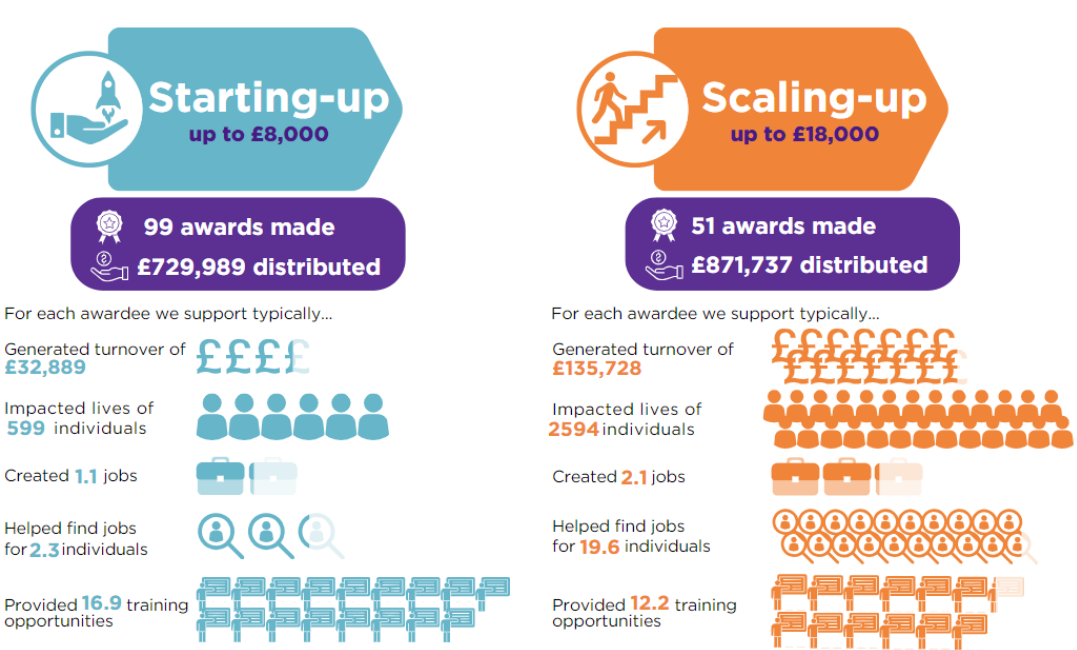 Starting-up
up to £8,000
99 awards made
£729,989 distributed
For each awardee we support typically...
Generated turnover of
£32,889
Impacted lives of
599 individuals
Created 1.1 jobs
Helped find jobs
for 2.3 individuals
Provided 16.9 training
opportunities
Scaling-up
up to £18,000
51 awards made
£871,737 distributed
For each awardee we support typically...
Generated turnover of
£135,728
Impacted lives of
2594 individuals
Created 2.1 jobs
Helped find jobs
for 19.6 individuals
Provided 12.2 training
opportunities